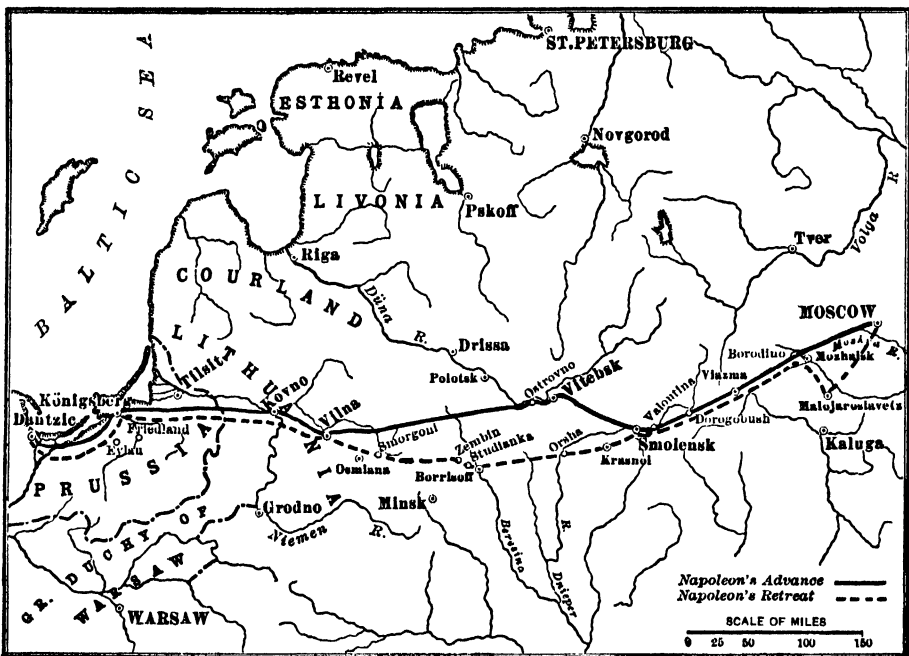 ST. PETERSBURG
Revel
ESTHONIA
BALTIC SEA
Novgorod
LIVONIA
Pskoff
Volga R
Tver
Riga
COURLAND
Düna R.
MOSCOW
Moskva R.
LITHUANIA
Drissa
Borodino
Mozhaisk
Tilsit
Polotsk
Ostrovno
Vitebsk
Viazma
Königsberg
Kovno
Valoutina
Malojaroslavetz
Dantzic
Vilna
Dorogobush
Friedland
Smorgoni
Smolensk
Kaluga
Eylau
Zembin
Studianka
Orsha
Krasnoi
Osmiana
Borrisoff
PRUSSIA
Minsk
Grodno
Niemen R.
Beresino
R.
Dnieper
GR. DUCHY OF
WARSAW
WARSAW
Napoleon's Advance
Napoleon's Retreat
SCALE OF MILES
0 25 50 100 150